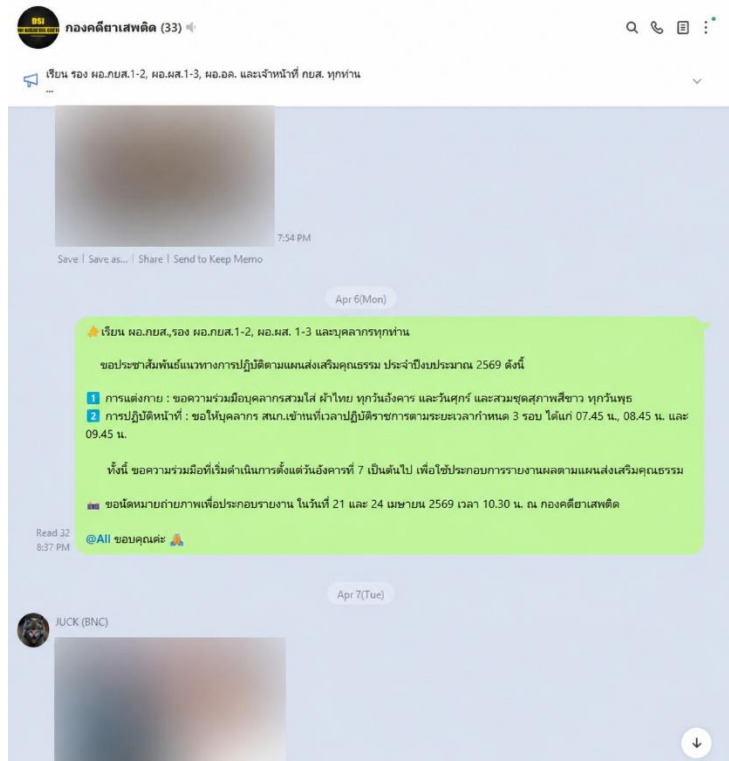 DSI
กองคดียาเสพติด (33)
เรียน รอง ผอ.กยส.1-2, ผอ.ผส.1-3, ผอ.อค. และเจ้าหน้าที่ กยส. ทุกท่าน
...
7:54 PM
Save | Save as... | Share | Send to Keep Memo
Apr 6(Mon)
เรียน ผอ.กยส.,รอง ผอ.กยส.1-2, ผอ.ผส. 1-3 และบุคลากรทุกท่าน
ขอประชาสัมพันธ์แนวทางการปฏิบัติตามแผนส่งเสริมคุณธรรม ประจำปีงบประมาณ 2569 ดังนี้
1 การแต่งกาย : ขอความร่วมมือบุคลากรสวมใส่ ผ้าไทย ทุกวันอังคาร และวันศุกร์ และสวมชุดสุภาพสีขาว ทุกวันพุธ
2 การปฏิบัติหน้าที่ : ขอให้บุคลากร สนก.เข้านที่เวลาปฏิบัติราชการตามระยะเวลากำหนด 3 รอบ ได้แก่ 07.45 น., 08.45 น. และ
09.45 น.
ทั้งนี้ ขอความร่วมมือที่เริ่มดำเนินการตั้งแต่วันอังคารที่ 7 เป็นต้นไป เพื่อใช้ประกอบการรายงานผลตามแผนส่งเสริมคุณธรรม
ขอนัดหมายถ่ายภาพเพื่อประกอบรายงาน ในวันที่ 21 และ 24 เมษายน 2569 เวลา 10.30 น. ณ กองคดียาเสพติด
@All ขอบคุณค่ะ
Read 32
8:37 PM
Apr 7(Tue)
JUCK (BNC)